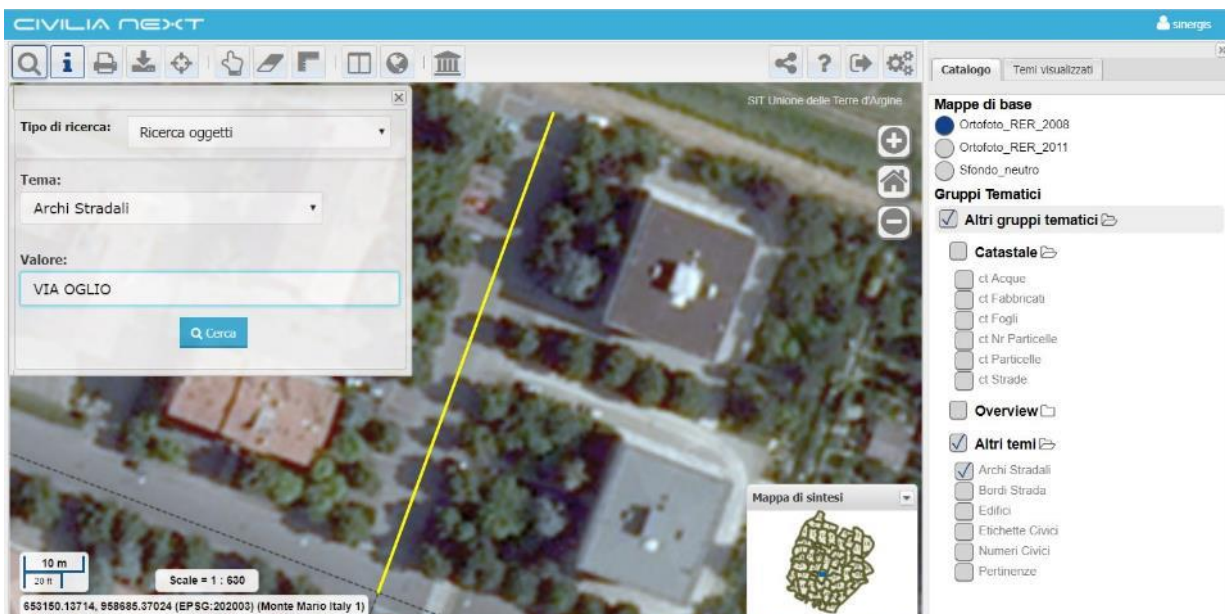 CIVILIA NEXT
sinergis
i
?
Catalogo
Temi visualizzati
SIT Unione delle Terre d'Argine
Tipo di ricerca:
Ricerca oggetti
Tema:
Archi Stradali
Valore:
VIA OGLIO
Cerca
Mappe di base
Ortofoto_RER_2008
Ortofoto_RER_2011
Sfondo_neutro
Gruppi Tematici
Altri gruppi tematici
Catastale
ct Acque
ct Fabbricati
ct Fogli
ct Nr Particelle
ct Particelle
ct Strade
Overview
Altri temi
Archi Stradali
Bordi Strada
Edifici
Etichette Civici
Numeri Civici
Pertinenze
Mappa di sintesi
10 m
20 ft
Scale = 1 : 630
653150.13714, 958685.37024 (EPSG:202003) (Monte Mario Italy 1)